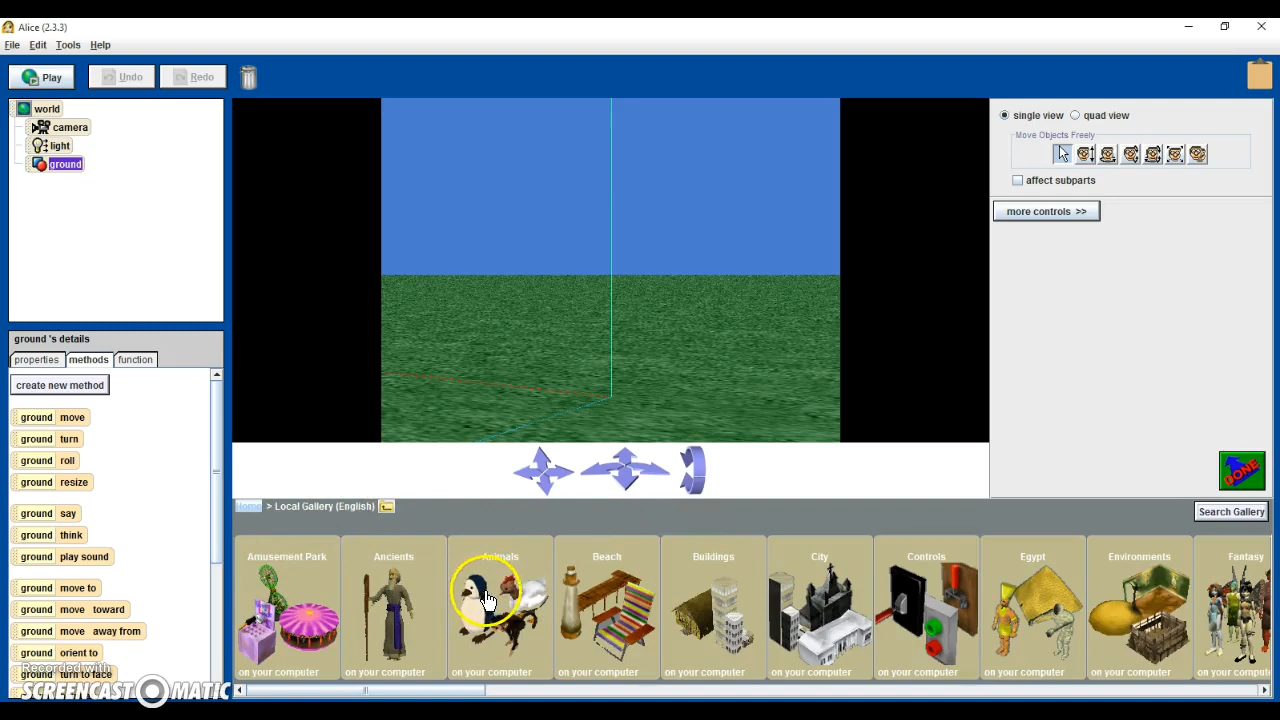 Alice (2.3.3)
File Edit Tools Help
Play Undo Redo
world
camera
light
ground
single view quad view
Move Objects Freely
affect subparts
more controls >>
ground 's details
properties methods function
create new method
ground move
ground turn
ground roll
ground resize
ground say
ground think
ground play sound
ground move to
ground move toward
ground move away from
ground orient to
ground turn to face
DONE
Home > Local Gallery (English)
Search Gallery
Amusement Park Ancients Animals Beach Buildings City Controls Egypt Environments Fantasy
on your computer on your computer on your computer on your computer on your computer on your computer on your computer on your computer on your computer on your compu
Recorded with
SCREENCAST MATIC